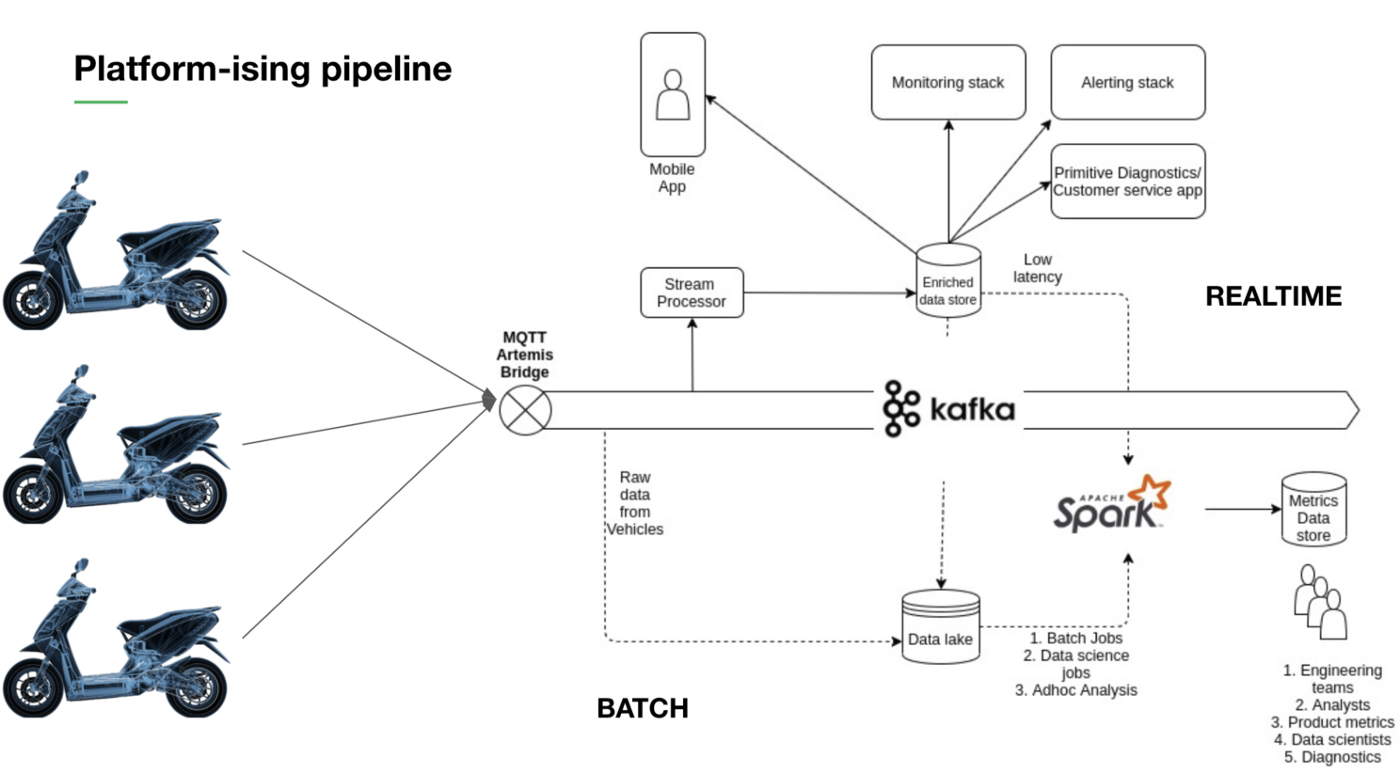 Platform-ising pipeline
Mobile
App
Monitoring stack
Alerting stack
Primitive Diagnostics/
Customer service app
Stream
Processor
Enriched
data store
Low
latency
REALTIME
MQTT
Artemis
Bridge
kafka
Raw
data
from
Vehicles
APACHE
Spark™
Metrics
Data
store
Data lake
1. Batch Jobs
2. Data science
jobs
3. Adhoc Analysis
BATCH
1. Engineering
teams
2. Analysts
3. Product metrics
4. Data scientists
5. Diagnostics